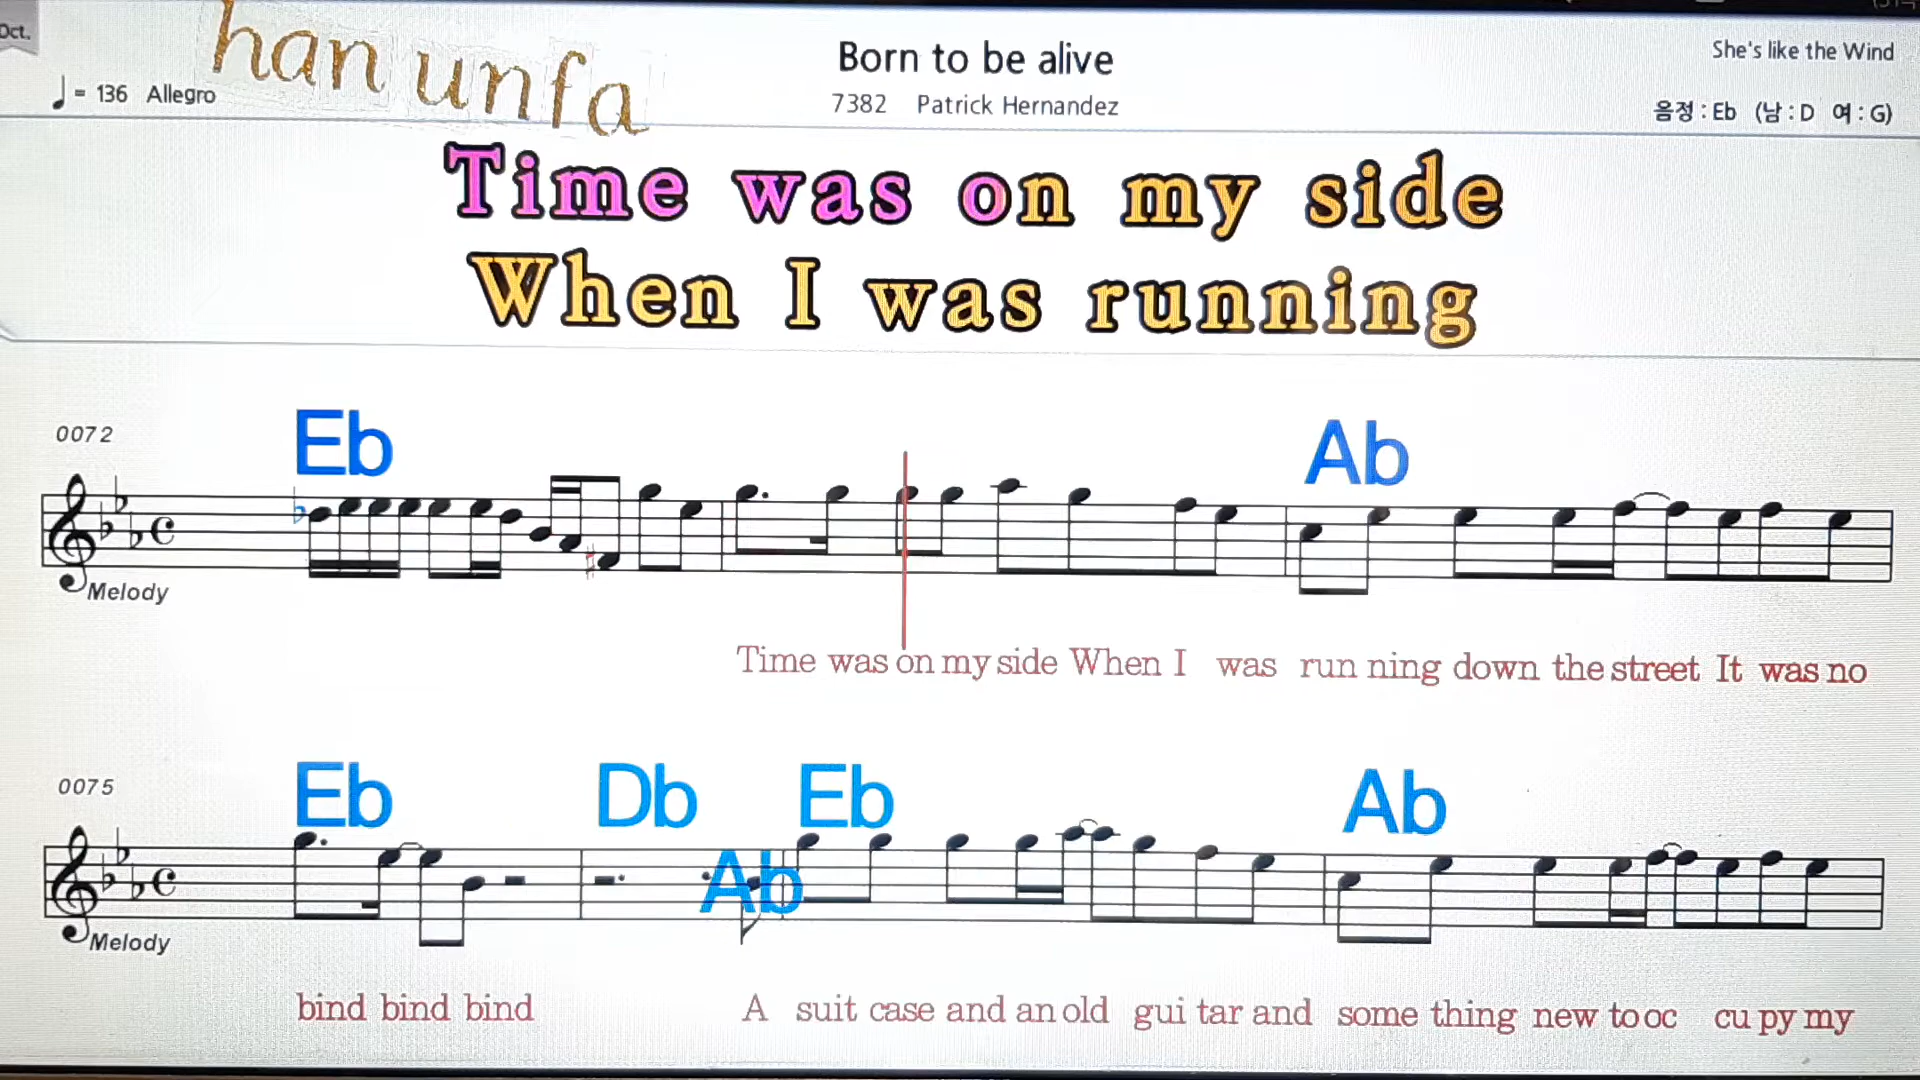 Oct.
han unfa
Born to be alive
She's like the Wind
♩= 136 Allegro
7382 Patrick Hernandez
음정 : Eb (남 : D 여 : G)
Time was on my side
When I was running
0072
Eb
Ab
Melody
Time was on my side When I was run ning down the street It was no
0075
Eb
Db
Eb
Ab
Ab
Melody
bind bind bind A suit case and an old gui tar and some thing new to oc cu py my